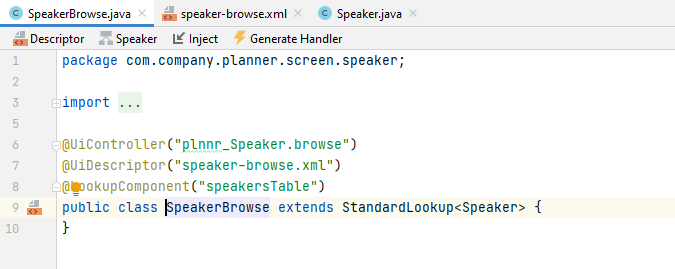 SpeakerBrowse.java speaker-browse.xml Speaker.java
Descriptor Speaker Inject Generate Handler
1 package com.company.planner.screen.speaker;
2
3 import ...
6 @UiController("plnnr_Speaker.browse")
7 @UiDescriptor("speaker-browse.xml")
8 @LookupComponent("speakersTable")
9 public class SpeakerBrowse extends StandardLookup<Speaker> {
10 }